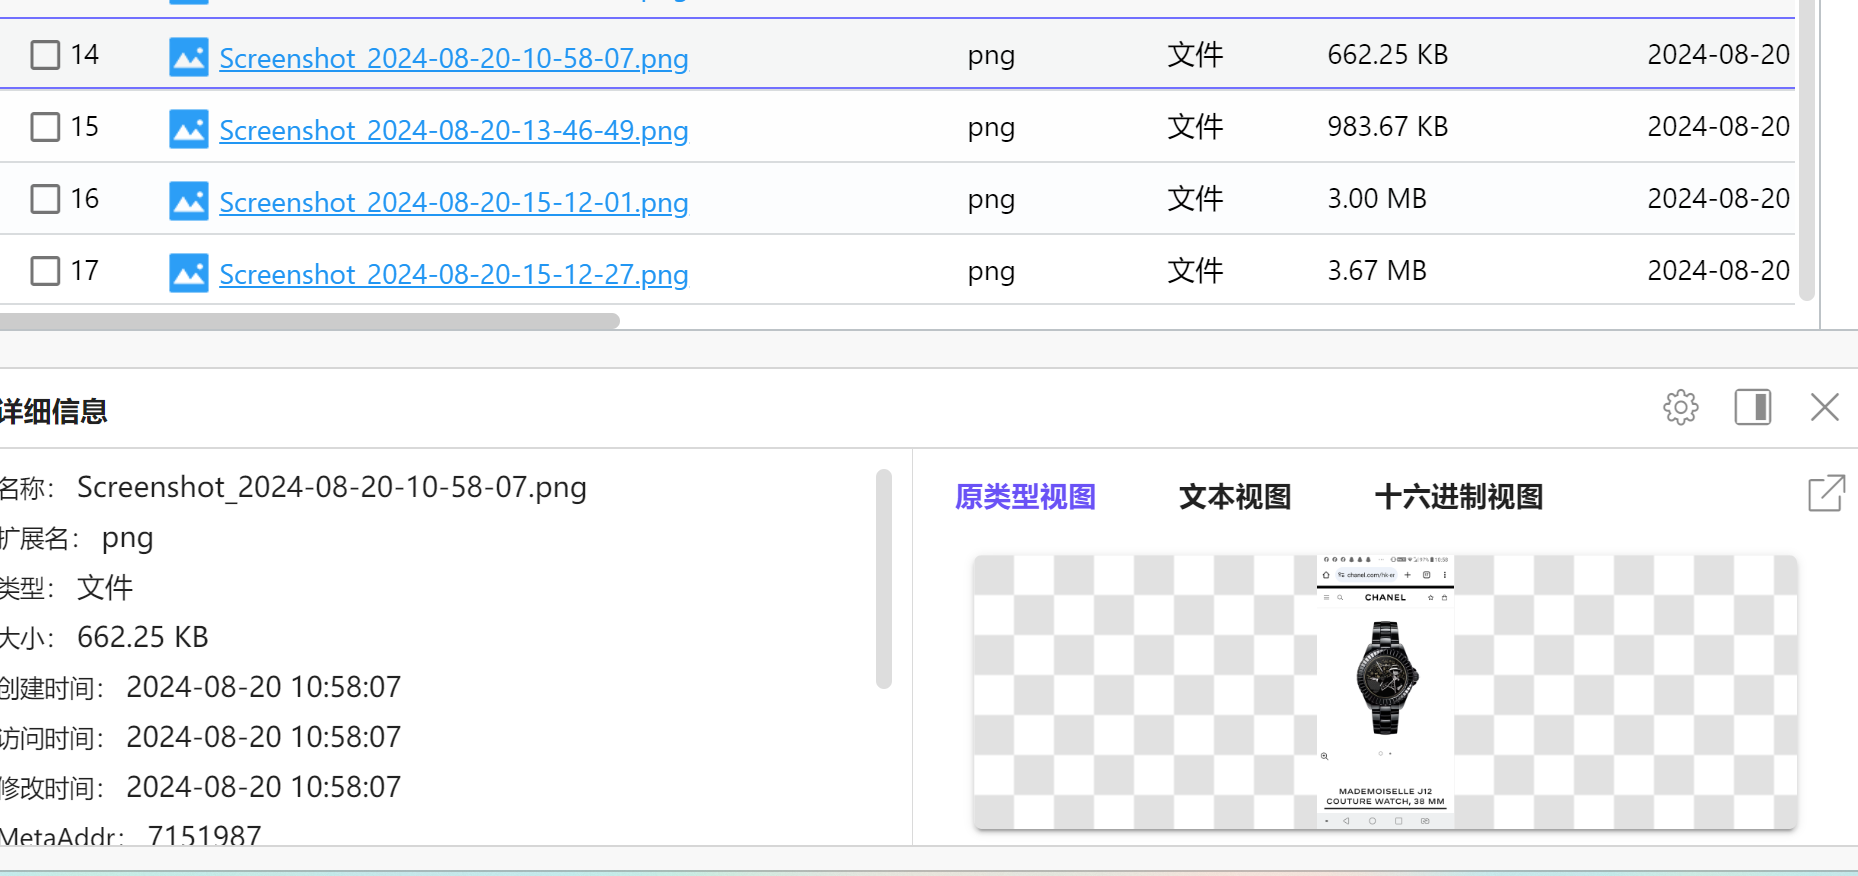 14 Screenshot_2024-08-20-10-58-07.png png 文件 662.25 KB 2024-08-20
15 Screenshot_2024-08-20-13-46-49.png png 文件 983.67 KB 2024-08-20
16 Screenshot_2024-08-20-15-12-01.png png 文件 3.00 MB 2024-08-20
17 Screenshot_2024-08-20-15-12-27.png png 文件 3.67 MB 2024-08-20
详细信息
名称： Screenshot_2024-08-20-10-58-07.png
扩展名： png
类型： 文件
大小： 662.25 KB
创建时间： 2024-08-20 10:58:07
访问时间： 2024-08-20 10:58:07
修改时间： 2024-08-20 10:58:07
MetaAddr： 7151987
原类型视图 文本视图 十六进制视图
97% 10:58
chanel.com/hk-er
CHANEL
MADEMOISELLE J12
COUTURE WATCH, 38 MM